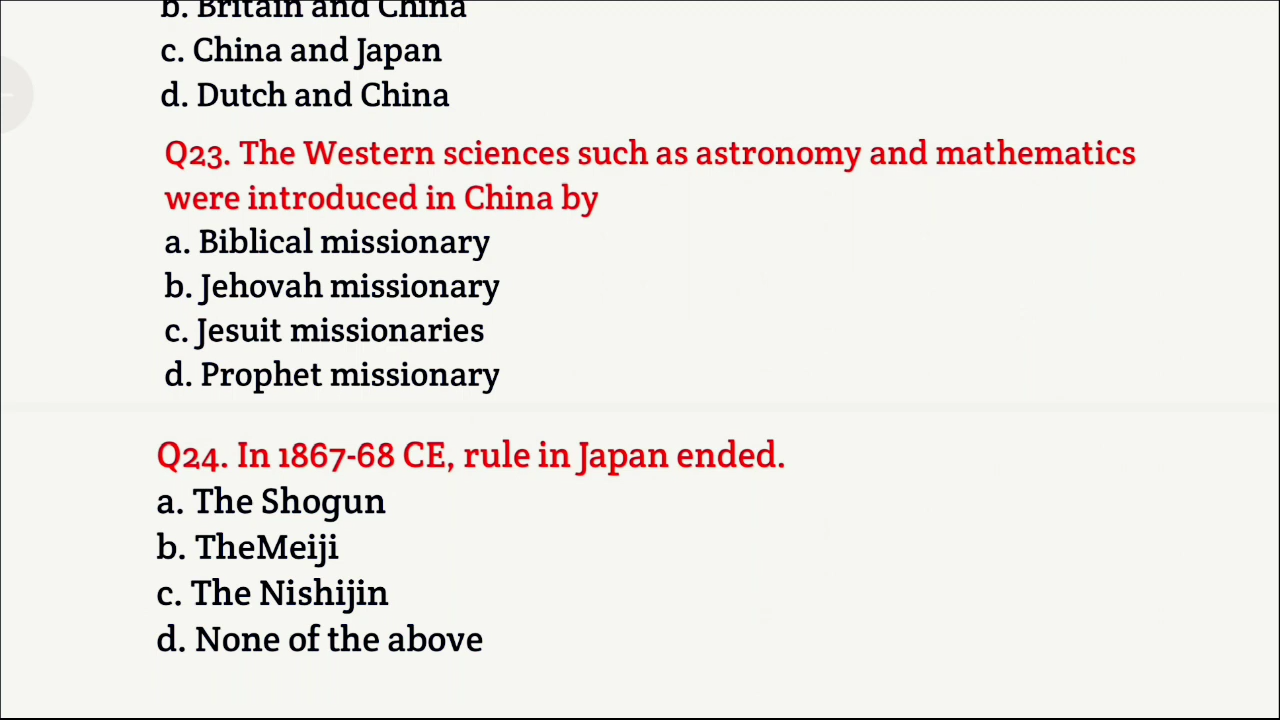 b. Britain and China
c. China and Japan
d. Dutch and China
Q23. The Western sciences such as astronomy and mathematics
were introduced in China by
a. Biblical missionary
b. Jehovah missionary
c. Jesuit missionaries
d. Prophet missionary
Q24. In 1867-68 CE, rule in Japan ended.
a. The Shogun
b. TheMeiji
c. The Nishijin
d. None of the above